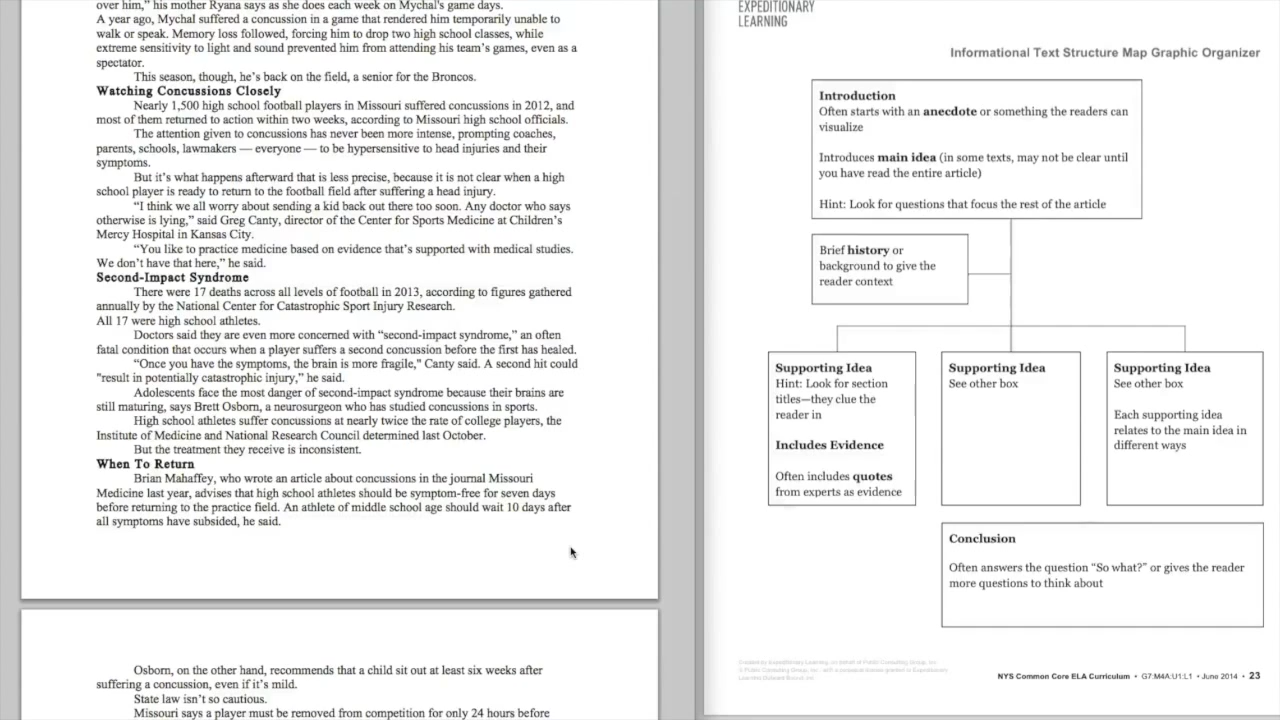 over him," his mother Ryana says as she does each week on Mychal's game days.
A year ago, Mychal suffered a concussion in a game that rendered him temporarily unable to
walk or speak. Memory loss followed, forcing him to drop two high school classes, while
extreme sensitivity to light and sound prevented him from attending his team's games, even as a
spectator.
This season, though, he's back on the field, a senior for the Broncos.
Watching Concussions Closely
Nearly 1,500 high school football players in Missouri suffered concussions in 2012, and
most of them returned to action within two weeks, according to Missouri high school officials.
The attention given to concussions has never been more intense, prompting coaches,
parents, schools, lawmakers — everyone — to be hypersensitive to head injuries and their
symptoms.
But it's what happens afterward that is less precise, because it is not clear when a high
school player is ready to return to the football field after suffering a head injury.
"I think we all worry about sending a kid back out there too soon. Any doctor who says
otherwise is lying," said Greg Canty, director of the Center for Sports Medicine at Children's
Mercy Hospital in Kansas City.
"You like to practice medicine based on evidence that's supported with medical studies.
We don't have that here," he said.
Second-Impact Syndrome
There were 17 deaths across all levels of football in 2013, according to figures gathered
annually by the National Center for Catastrophic Sport Injury Research.
All 17 were high school athletes.
Doctors said they are even more concerned with "second-impact syndrome," an often
fatal condition that occurs when a player suffers a second concussion before the first has healed.
"Once you have the symptoms, the brain is more fragile," Canty said. A second hit could
"result in potentially catastrophic injury," he said.
Adolescents face the most danger of second-impact syndrome because their brains are
still maturing, says Brett Osborn, a neurosurgeon who has studied concussions in sports.
High school athletes suffer concussions at nearly twice the rate of college players, the
Institute of Medicine and National Research Council determined last October.
But the treatment they receive is inconsistent.
When To Return
Brian Mahaffey, who wrote an article about concussions in the journal Missouri
Medicine last year, advises that high school athletes should be symptom-free for seven days
before returning to the practice field. An athlete of middle school age should wait 10 days after
all symptoms have subsided, he said.
Osborn, on the other hand, recommends that a child sit out at least six weeks after
suffering a concussion, even if it's mild.
State law isn't so cautious.
Missouri says a player must be removed from competition for only 24 hours before
EXPEDITIONARY
LEARNING
Informational Text Structure Map Graphic Organizer
Introduction
Often starts with an anecdote or something the readers can
visualize
Introduces main idea (in some texts, may not be clear until
you have read the entire article)
Hint: Look for questions that focus the rest of the article
Brief history or
background to give the
reader context
Supporting Idea
Hint: Look for section
titles—they clue the
reader in
Includes Evidence
Often includes quotes
from experts as evidence
Supporting Idea
See other box
Supporting Idea
See other box
Each supporting idea
relates to the main idea in
different ways
Conclusion
Often answers the question "So what?" or gives the reader
more questions to think about
Created by Expeditionary Learning, on behalf of Public Consulting Group, Inc.
© Public Consulting Group, Inc.
NYS Common Core ELA Curriculum • G7:M4A:U1:L1 • June 2014 • 23